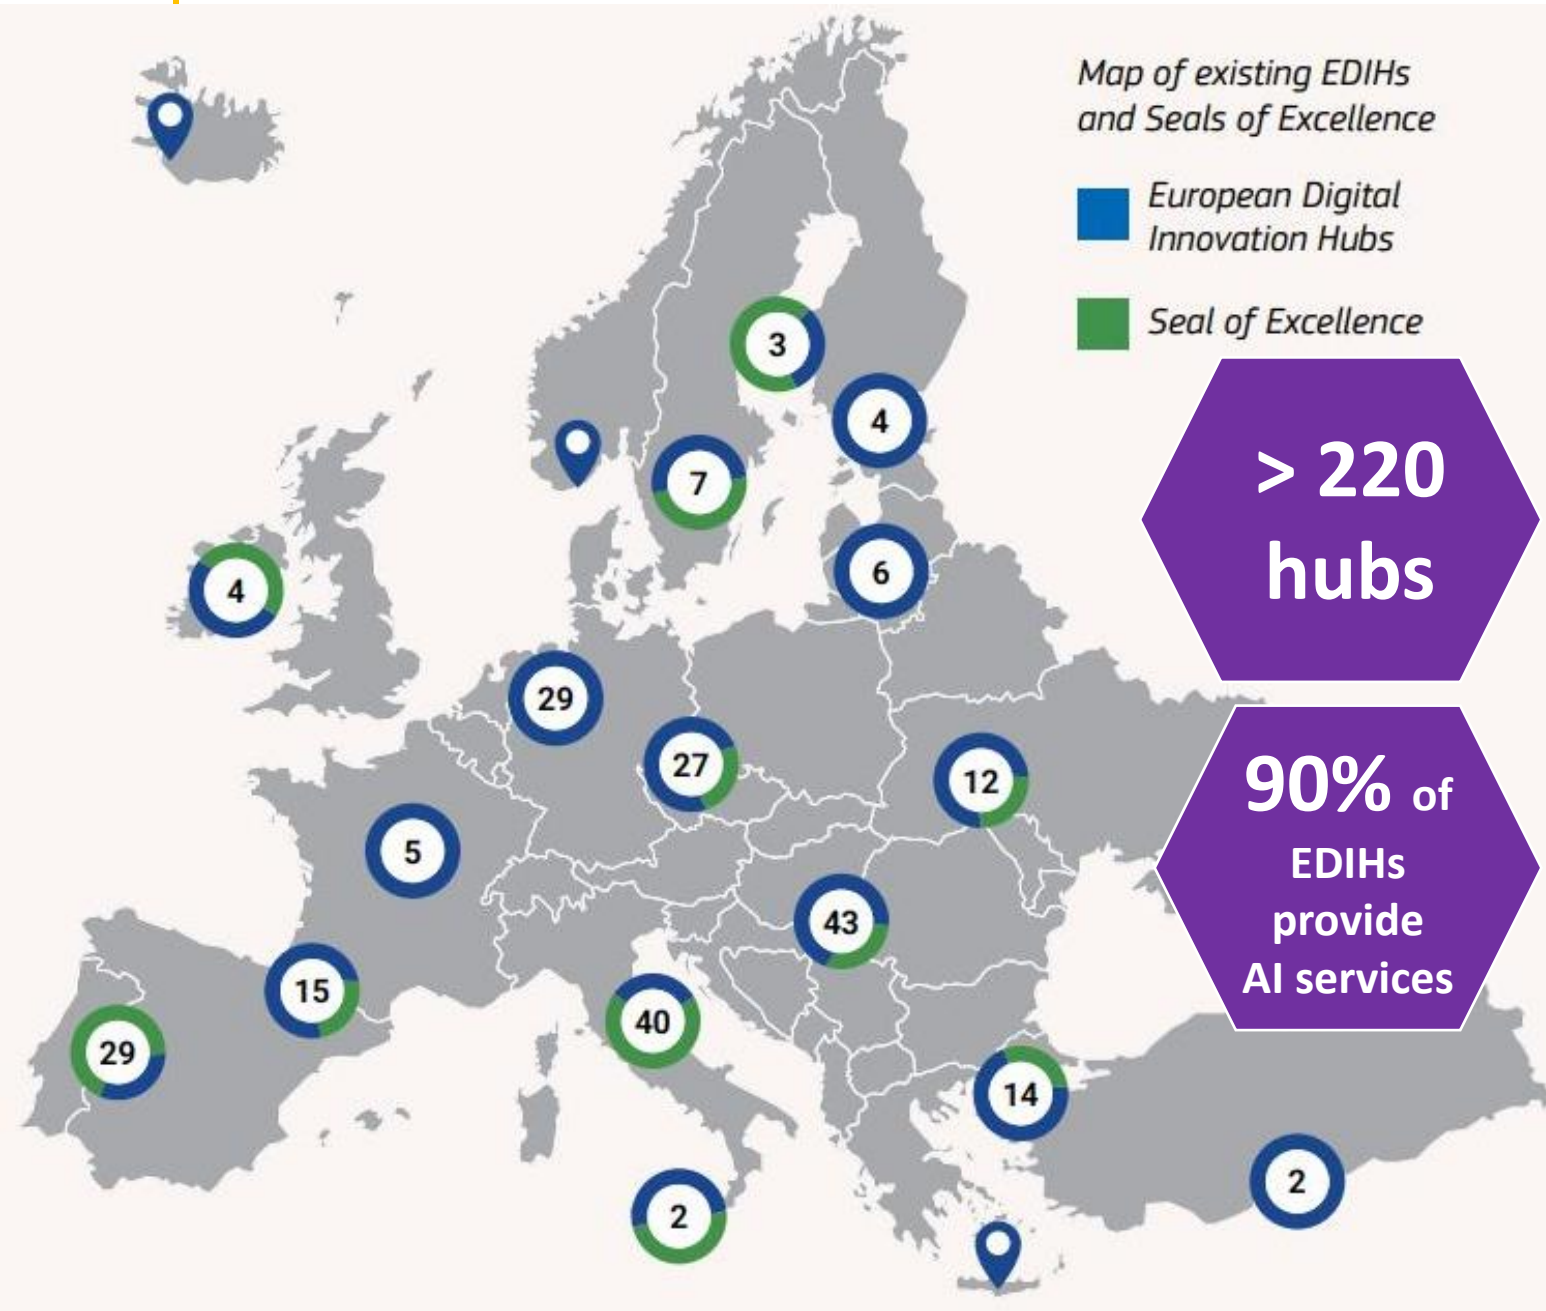 Map of existing EDIHs
and Seals of Excellence
European Digital
Innovation Hubs
Seal of Excellence
3
4
7
> 220
hubs
6
4
29
27
12
90% of
EDIHs
provide
AI services
5
43
15
40
29
14
2
2